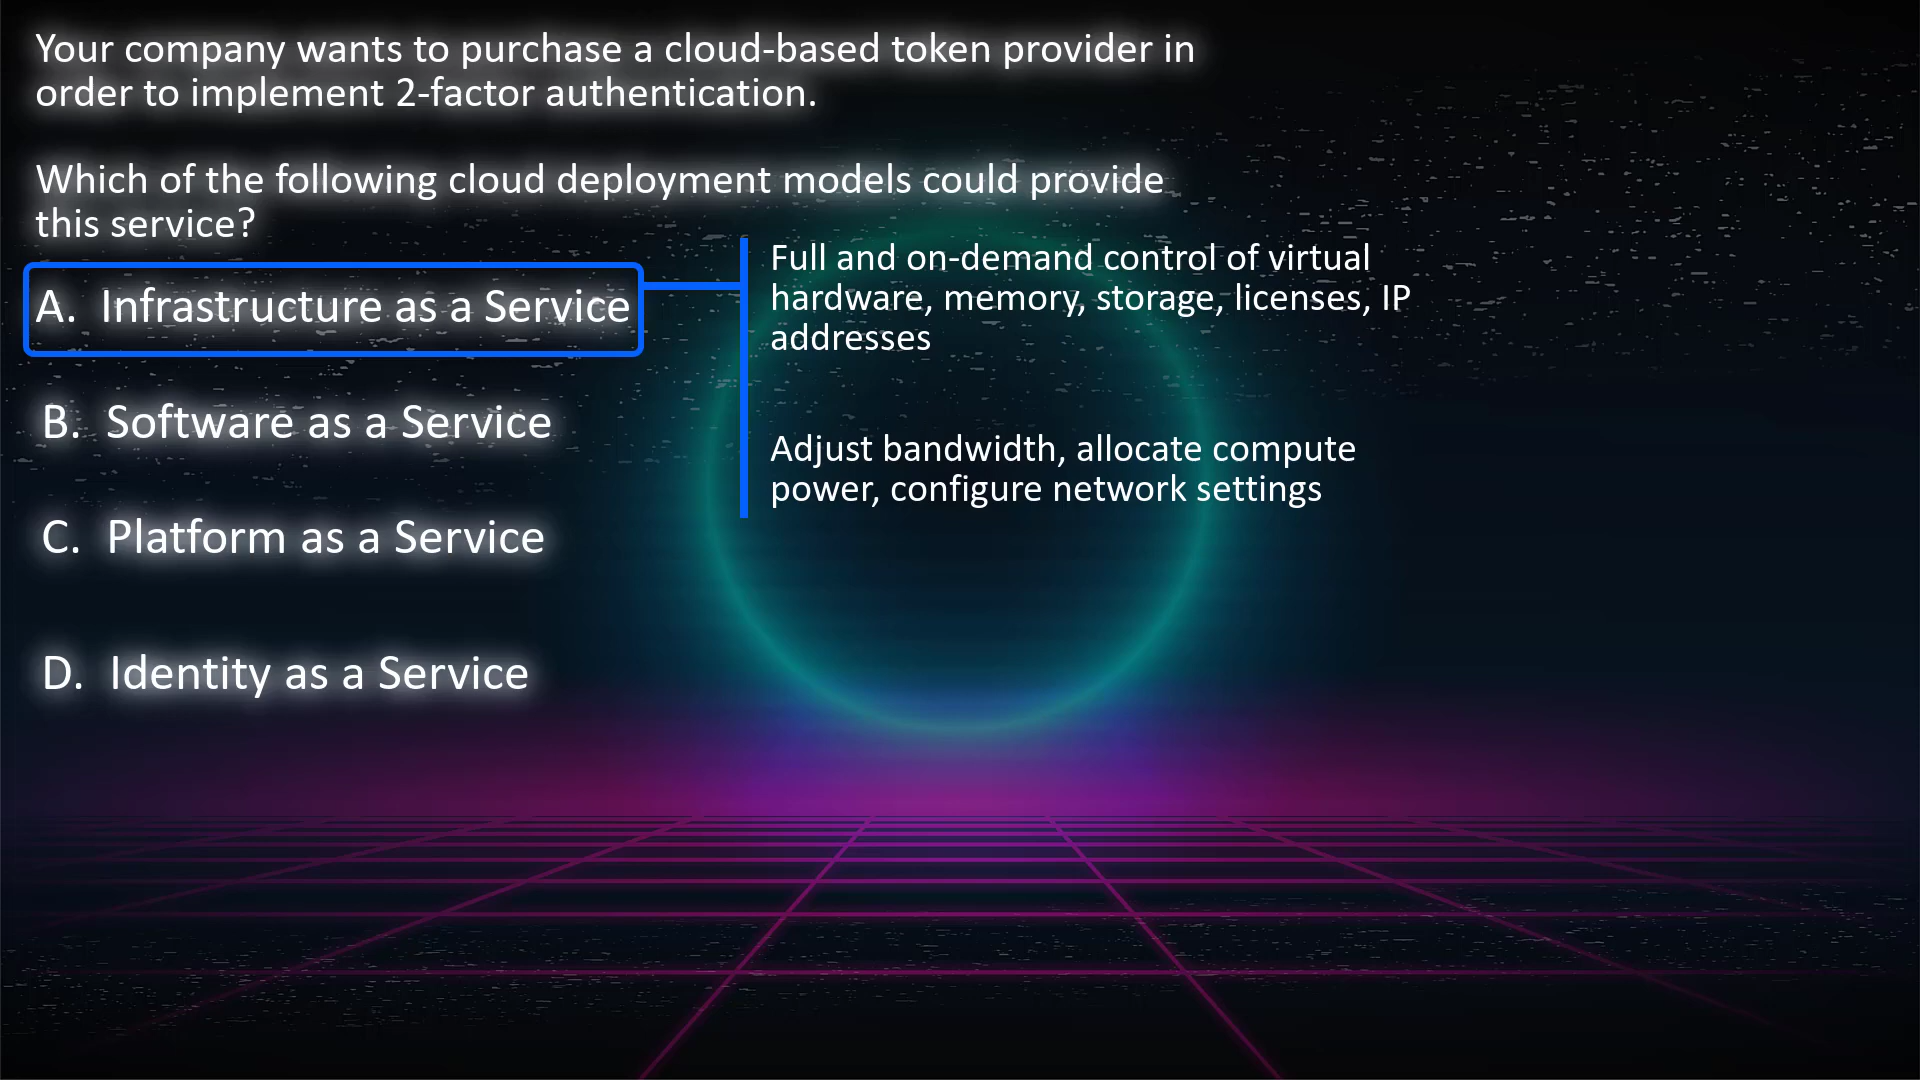 Your company wants to purchase a cloud-based token provider in
order to implement 2-factor authentication.
Which of the following cloud deployment models could provide
this service?
A. Infrastructure as a Service
Full and on-demand control of virtual
hardware, memory, storage, licenses, IP
addresses
Adjust bandwidth, allocate compute
power, configure network settings
B. Software as a Service
C. Platform as a Service
D. Identity as a Service